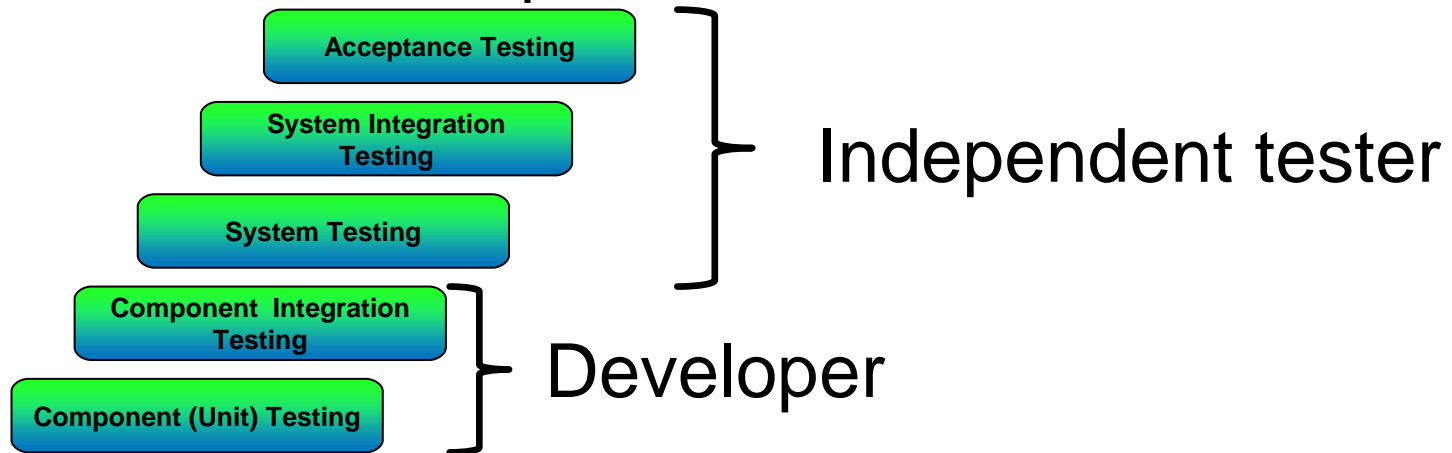 Acceptance Testing
System Integration
Testing
Independent tester
System Testing
Component  Integration
Testing
Developer
Component (Unit) Testing